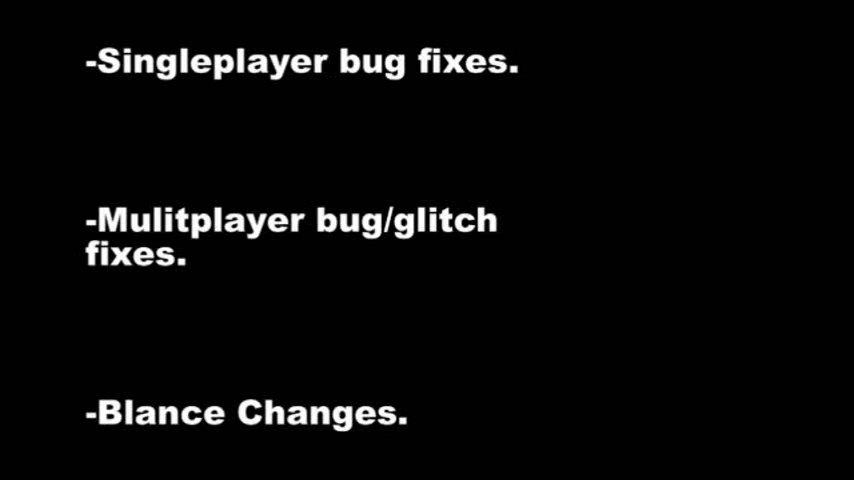 -Singleplayer bug fixes.
-Mulitplayer bug/glitch
fixes.
-Blance Changes.